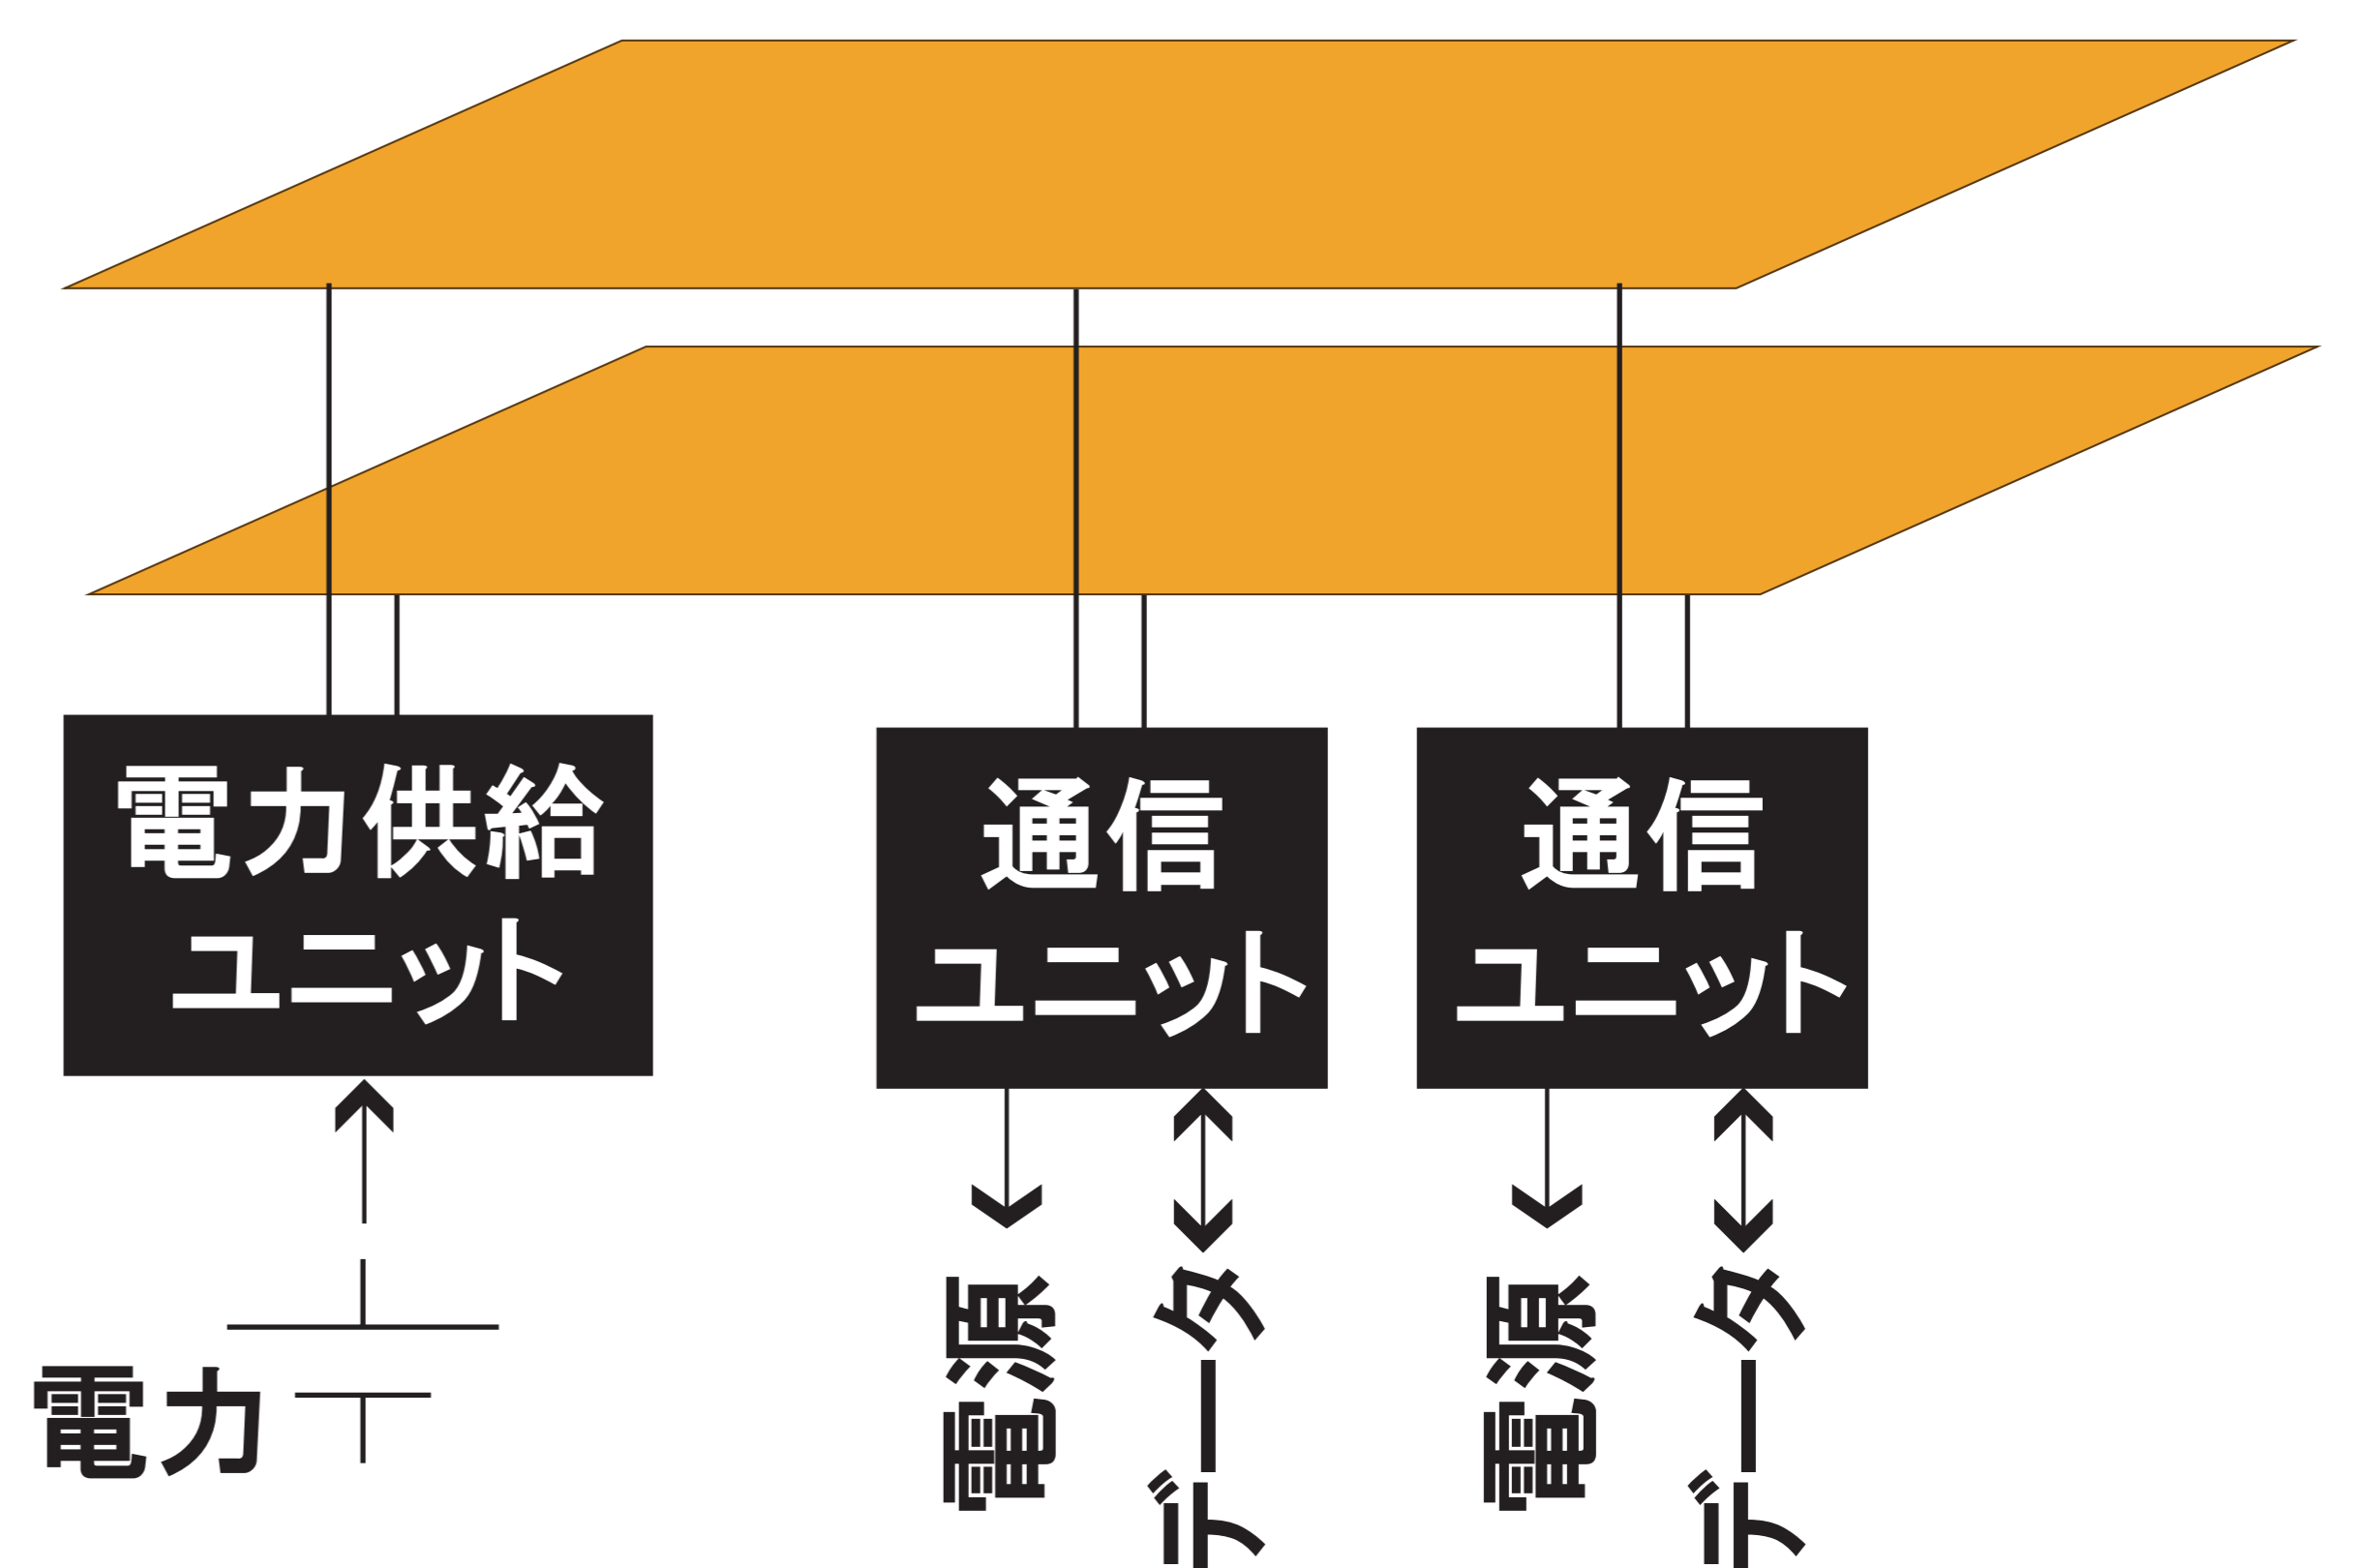 電力供給
ユニット
通信
ユニット
通信
ユニット
電力
電源
データ
電源
データ